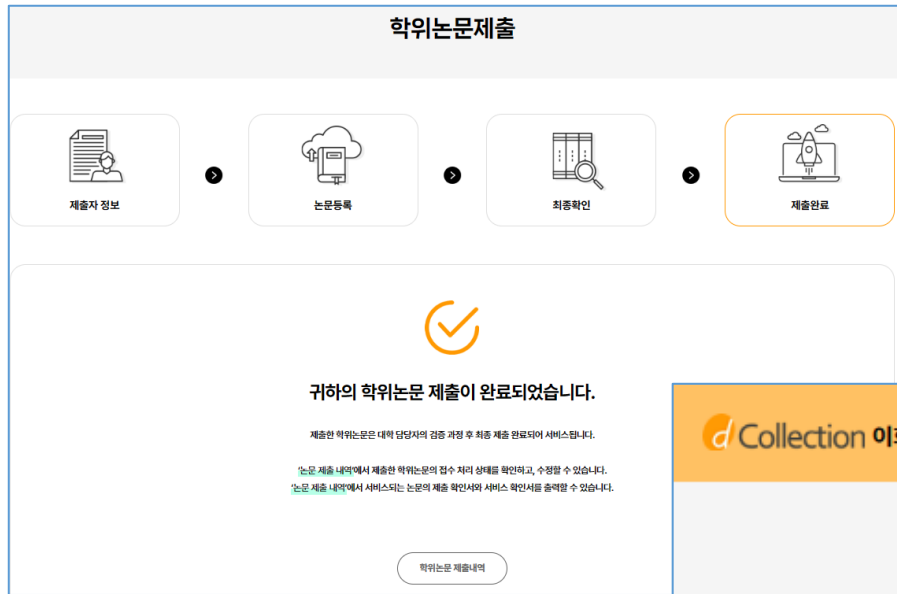 학위논문제출
제출자 정보
논문등록
최종확인
제출완료
귀하의 학위논문 제출이 완료되었습니다.
제출한 학위논문은 대학 담당자의 검증 과정 후 최종 제출 완료되어 서비스됩니다.
'논문 제출 내역'에서 제출한 학위논문의 접수 처리 상태를 확인하고, 수정할 수 있습니다.
'논문 제출 내역'에서 서비스되는 논문의 제출 확인서와 서비스 확인서를 출력할 수 있습니다.
학위논문 제출내역
d Collection